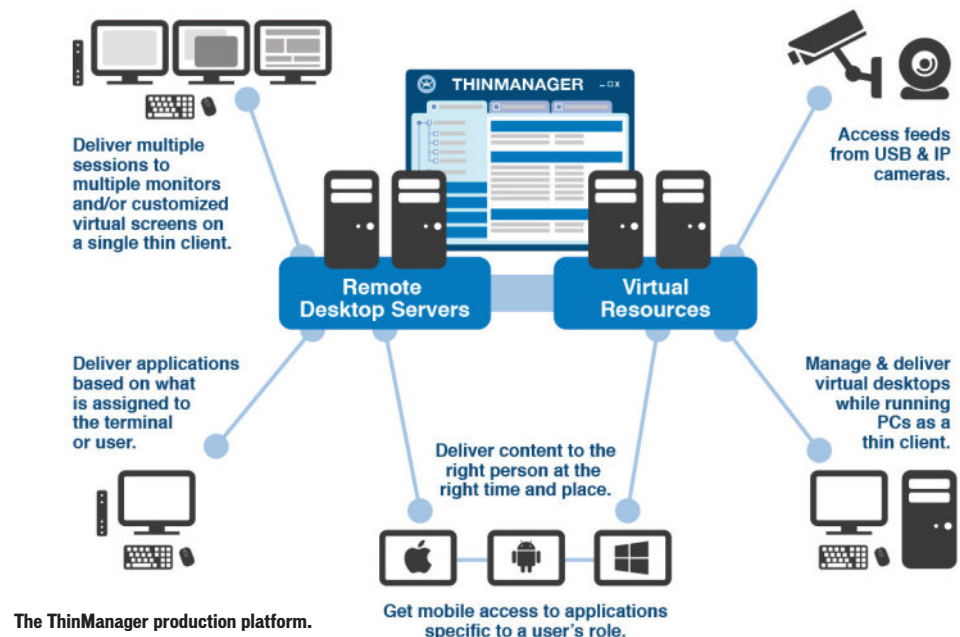 THINMANAGER
Deliver multiple
sessions to
multiple monitors
and/or customized
virtual screens on
a single thin client.
Access feeds
from USB & IP
cameras.
Remote
Desktop Servers
Virtual
Resources
Deliver applications
based on what
is assigned to
the terminal
or user.
Manage & deliver
virtual desktops
while running
PCs as a
thin client.
Deliver content to the
right person at the
right time and place.
Get mobile access to applications
specific to a user's role.
The ThinManager production platform.